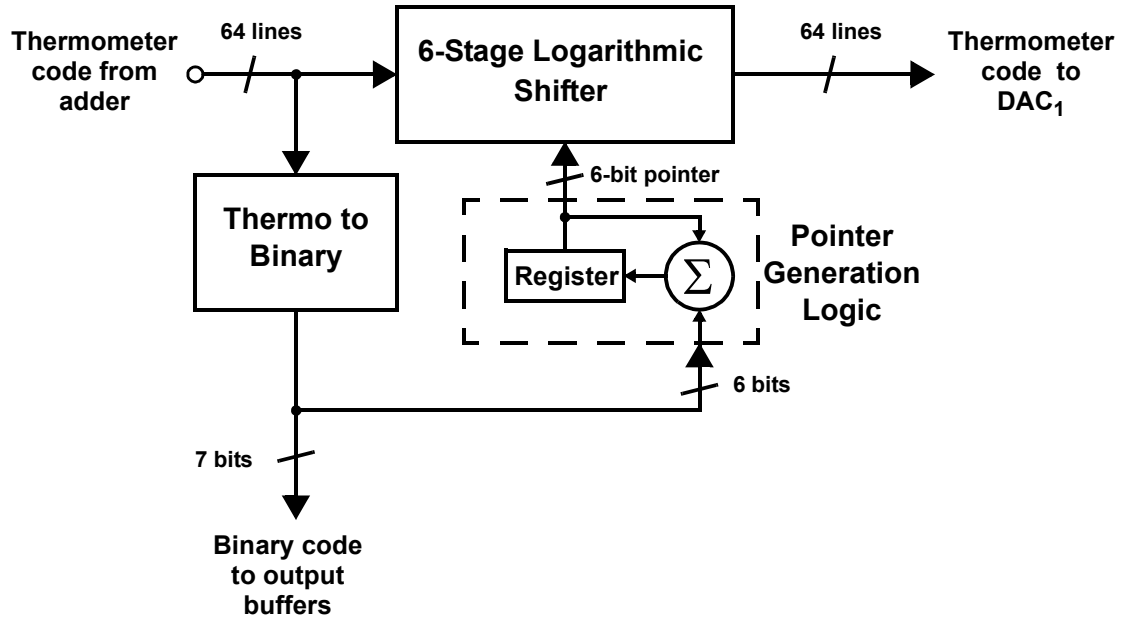 Thermometer
code from
adder
64 lines
6-Stage Logarithmic
Shifter
64 lines
Thermometer
code to
DAC1
6-bit pointer
Thermo to
Binary
Register
Σ
Pointer
Generation
Logic
6 bits
7 bits
Binary code
to output
buffers